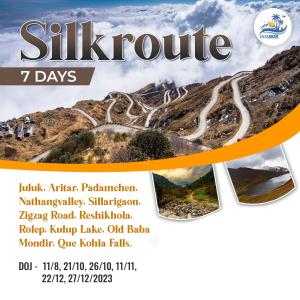 Silkroute
7 DAYS
Juluk, Aritar, Padamchen,
Nathangvalley, Sillarigaon,
Zigzag Road, Reshikhola,
Rolep, Kulup Lake, Old Baba
Mondir, Que Kohla Falls.
DOJ - 11/8, 21/10, 26/10, 11/11,
22/12, 27/12/2023